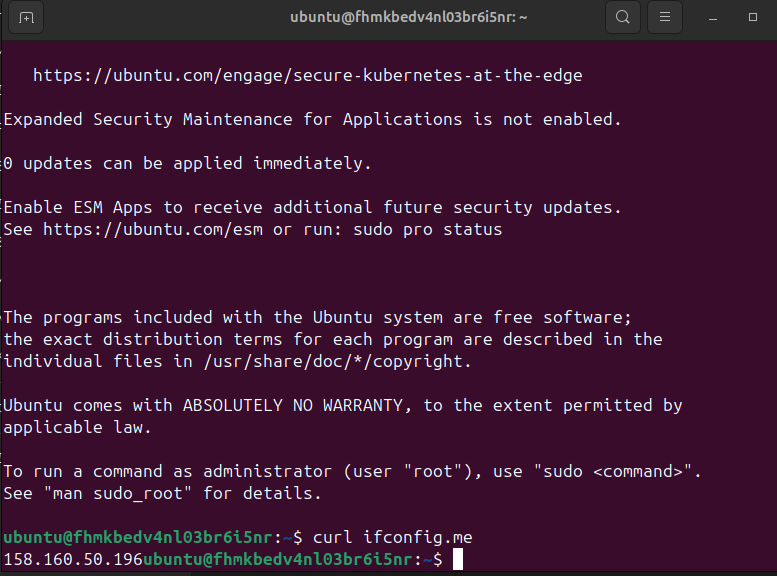 ubuntu@fhmkbedv4nl03br6i5nr: ~
https://ubuntu.com/engage/secure-kubernetes-at-the-edge
Expanded Security Maintenance for Applications is not enabled.
0 updates can be applied immediately.
Enable ESM Apps to receive additional future security updates.
See https://ubuntu.com/esm or run: sudo pro status
The programs included with the Ubuntu system are free software;
the exact distribution terms for each program are described in the
individual files in /usr/share/doc/*/copyright.
Ubuntu comes with ABSOLUTELY NO WARRANTY, to the extent permitted by
applicable law.
To run a command as administrator (user "root"), use "sudo <command>".
See "man sudo_root" for details.
ubuntu@fhmkbedv4nl03br6i5nr:~$ curl ifconfig.me
158.160.50.196ubuntu@fhmkbedv4nl03br6i5nr:~$